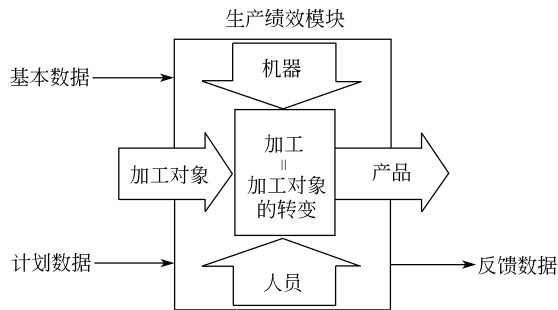 生产绩效模块
基本数据
机器
加工
=
加工对象
的转变
加工对象
产品
计划数据
人员
反馈数据